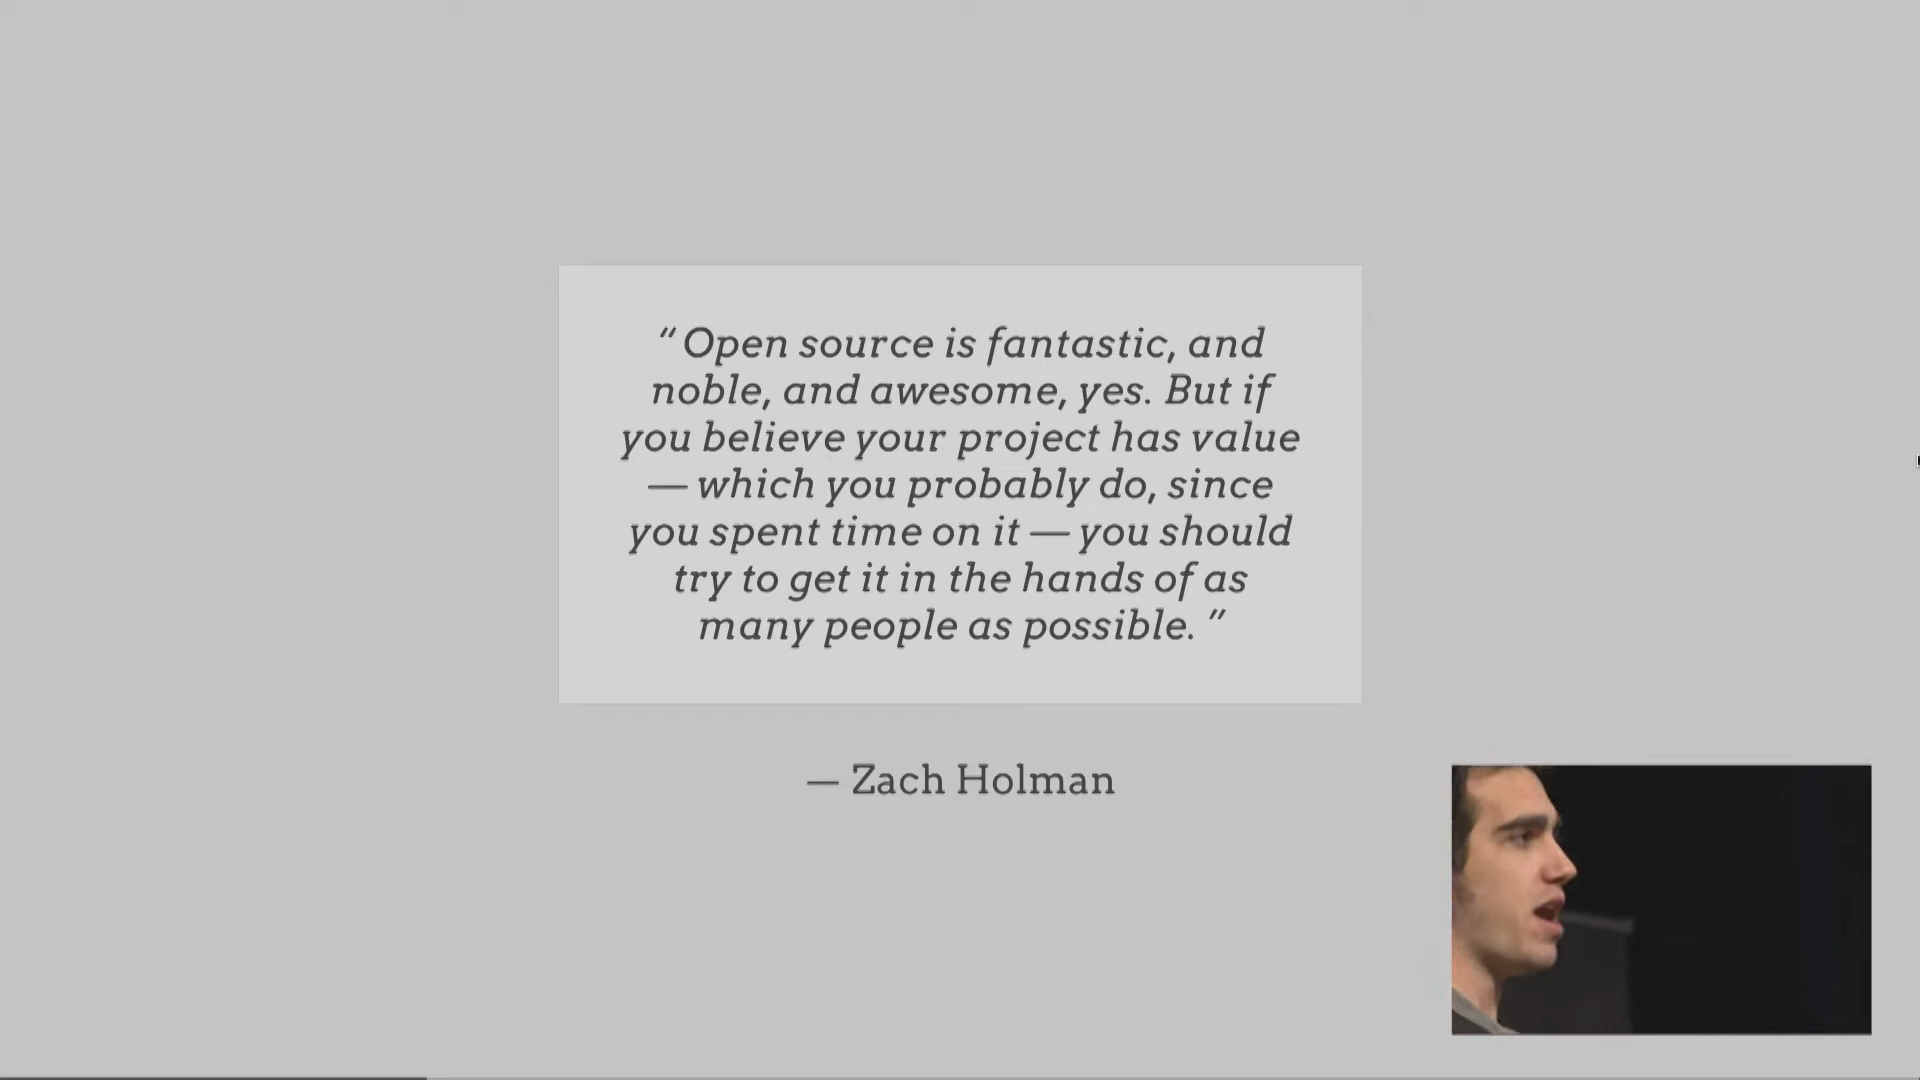 “ Open source is fantastic, and
noble, and awesome, yes. But if
you believe your project has value
— which you probably do, since
you spent time on it — you should
try to get it in the hands of as
many people as possible. ”
— Zach Holman